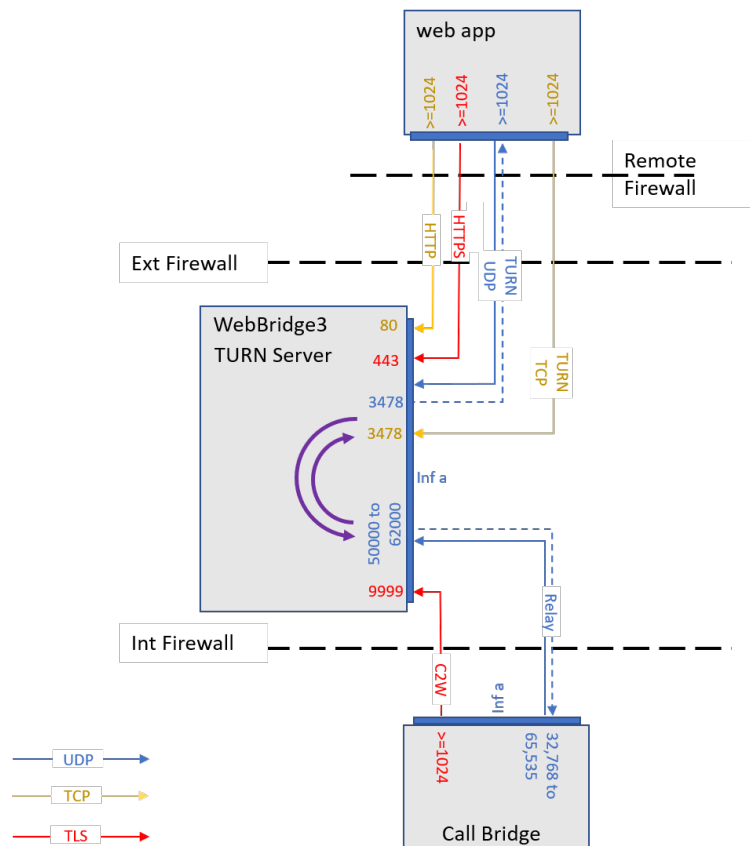 web app
>=1024
>=1024
>=1024
>=1024
Remote
Firewall
HTTP
HTTPS
Ext Firewall
TURN
UDP
WebBridge3
TURN Server
80
443
3478
3478
TURN
TCP
Inf a
50000 to
62000
9999
Relay
Int Firewall
C2W
Inf a
>=1024
32,768 to
65,535
Call Bridge
UDP
TCP
TLS